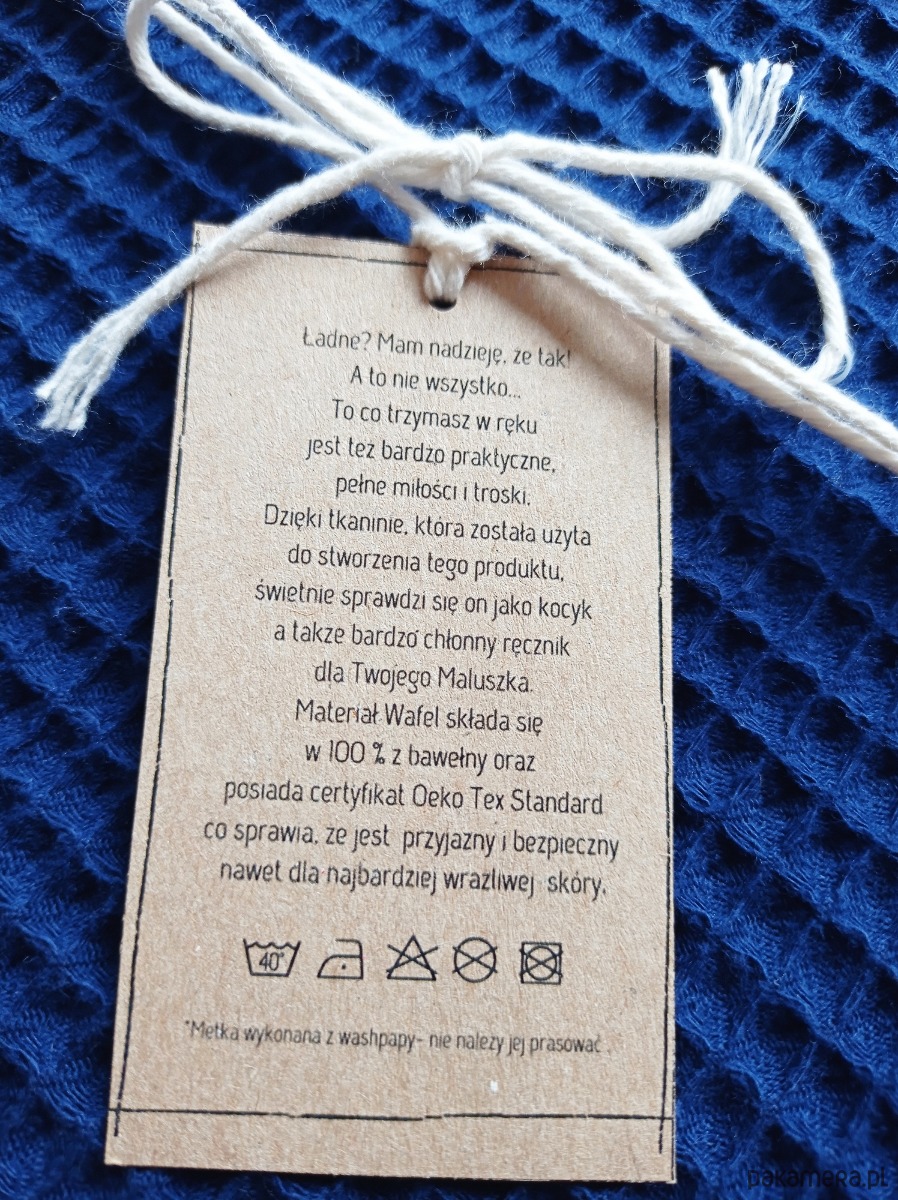 Ładne? Mam nadzieję, że tak!
A to nie wszystko...
To co trzymasz w ręku
jest też bardzo praktyczne,
pełne miłości i troski.
Dzięki tkaninie, która została użyta
do stworzenia tego produktu,
świetnie sprawdzi się on jako kocyk
a także bardzo chłonny ręcznik
dla Twojego Maluszka.
Materiał Wafel składa się
w 100 % z bawełny oraz
posiada certyfikat Oeko Tex Standard
co sprawia, że jest przyjazny i bezpieczny
nawet dla najbardziej wrażliwej skóry.
40°
*Metka wykonana z washpapy- nie należy jej prasować.
pakamera.pl